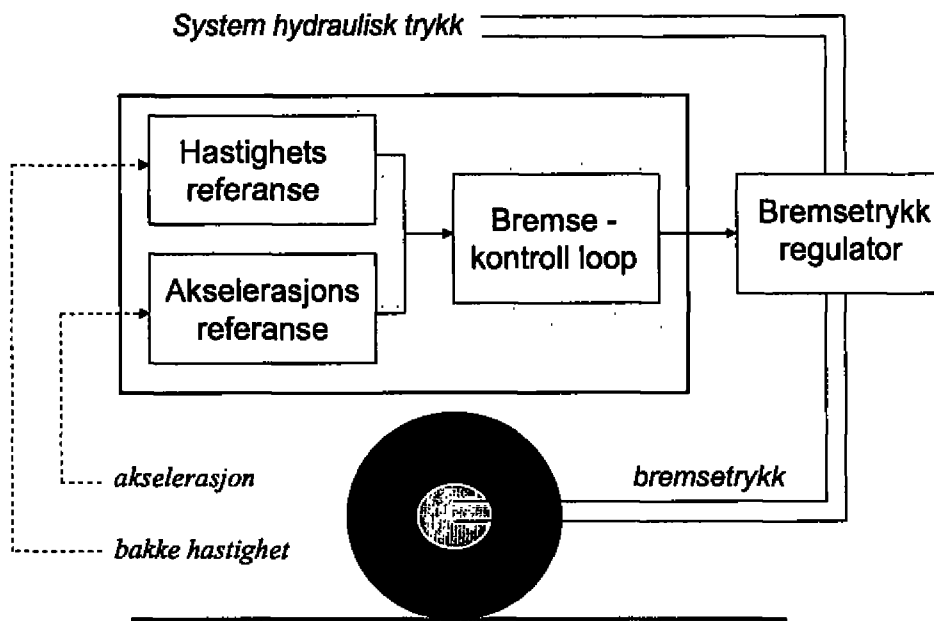 System hydraulisk trykk
Hastighets
referanse
Bremse -
kontroll loop
Bremsetrykk
regulator
Akselerasjons
referanse
akselerasjon
bremsetrykk
bakke hastighet